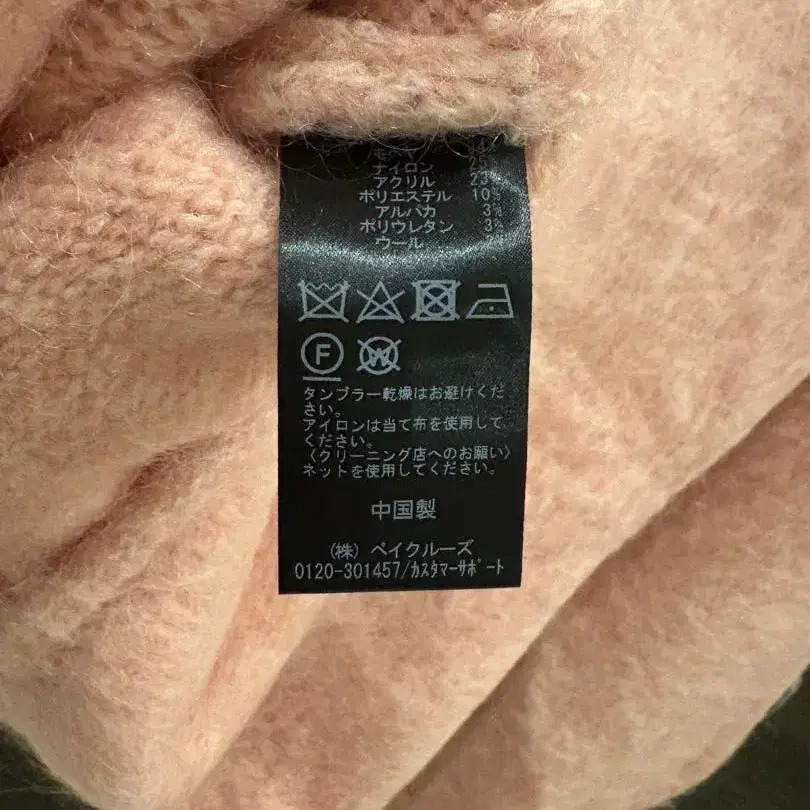 ナイロン
アクリル 23
ポリエステル 10%
アルパカ 3%
ポリウレタン 3%
ウール
F
W
タンブラー乾燥はお避けくだ
さい。
アイロンは当て布を使用して
ください。
〈クリーニング店へのお願い〉
ネットを使用してください。
中国製
(株) ベイクルーズ
0120-301457/カスタマーサポート